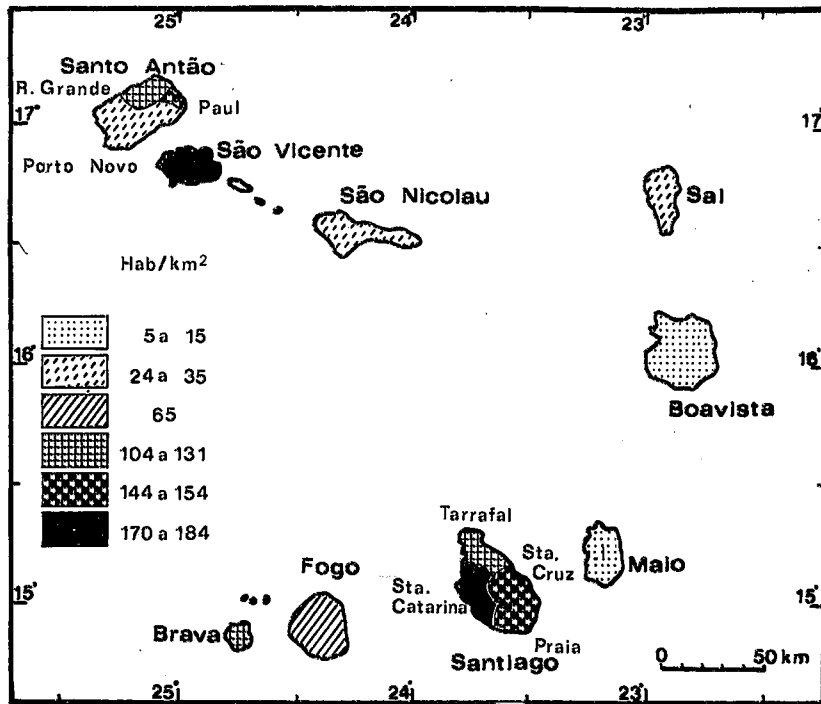 25°
24°
23°
Santo Antão
R. Grande
Paul
17°
17°
Porto Novo
São Vicente
São Nicolau
Sal
Hab/km²
5 a 15
24 a 35
65
104 a 131
144 a 154
170 a 184
16°
16°
Boavista
Tarrafal
Sta. Cruz
Maio
Fogo
Sta. Catarina
15°
15°
Brava
Praia
Santiago
0 50 km
25°
24°
23°